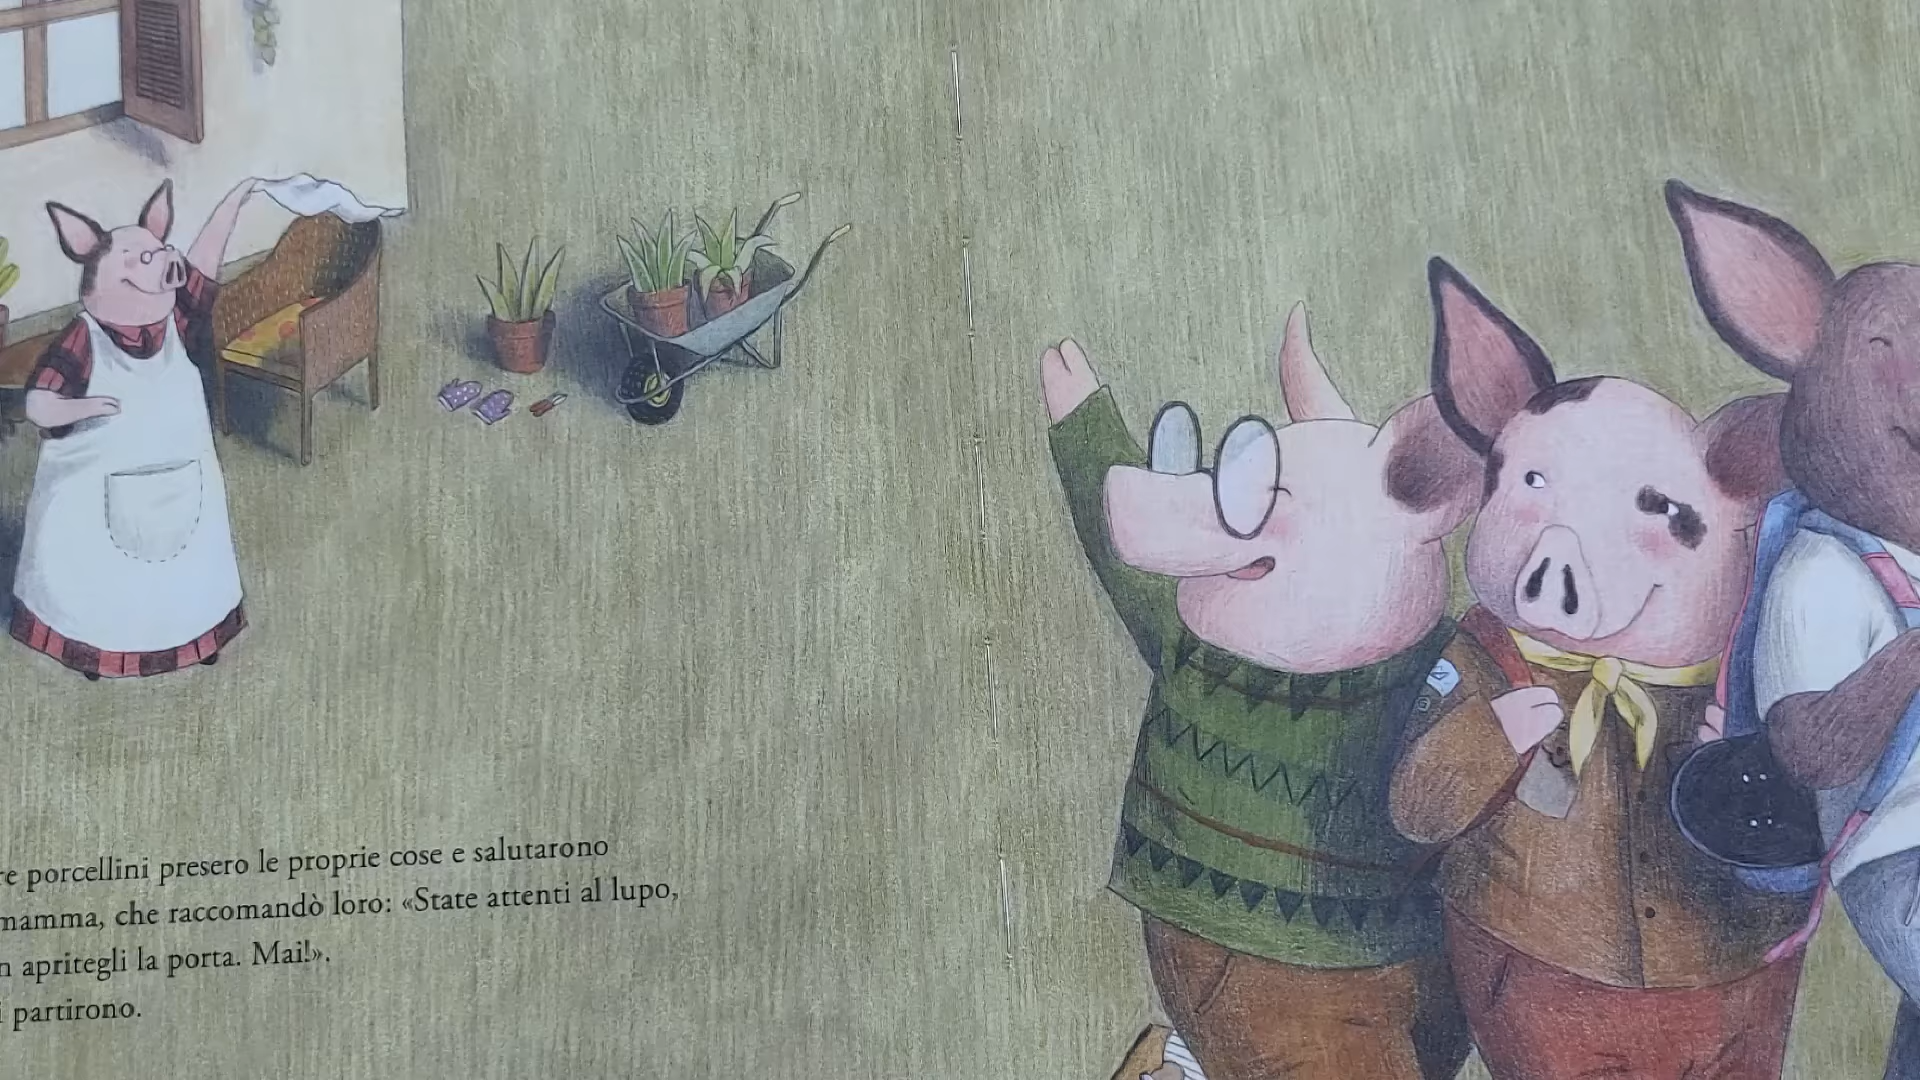 re porcellini presero le proprie cose e salutarono
mamma, che raccomandò loro: «State attenti al lupo,
n apritegli la porta. Mai!».
i partirono.